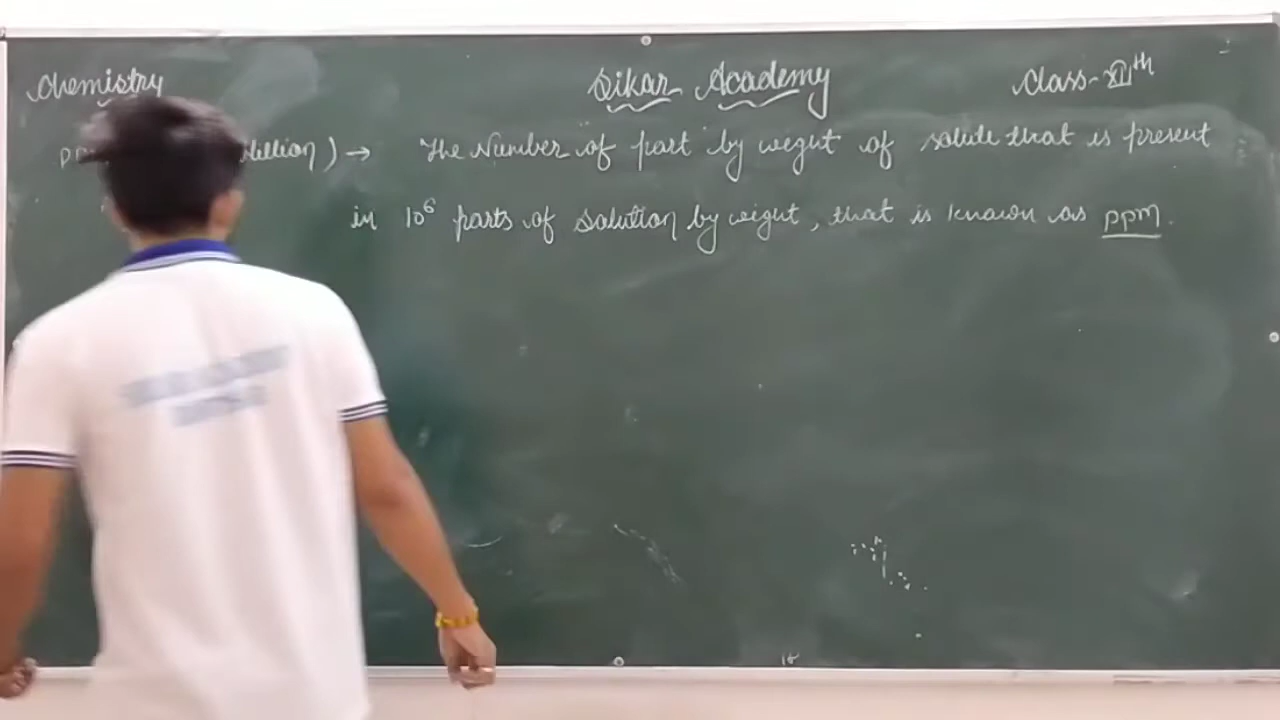 Chemistry Sikar Academy Class-XIIth
Million) → The Number of part by weight of solute that is present
in 10⁶ parts of solution by weight, that is known as ppm.